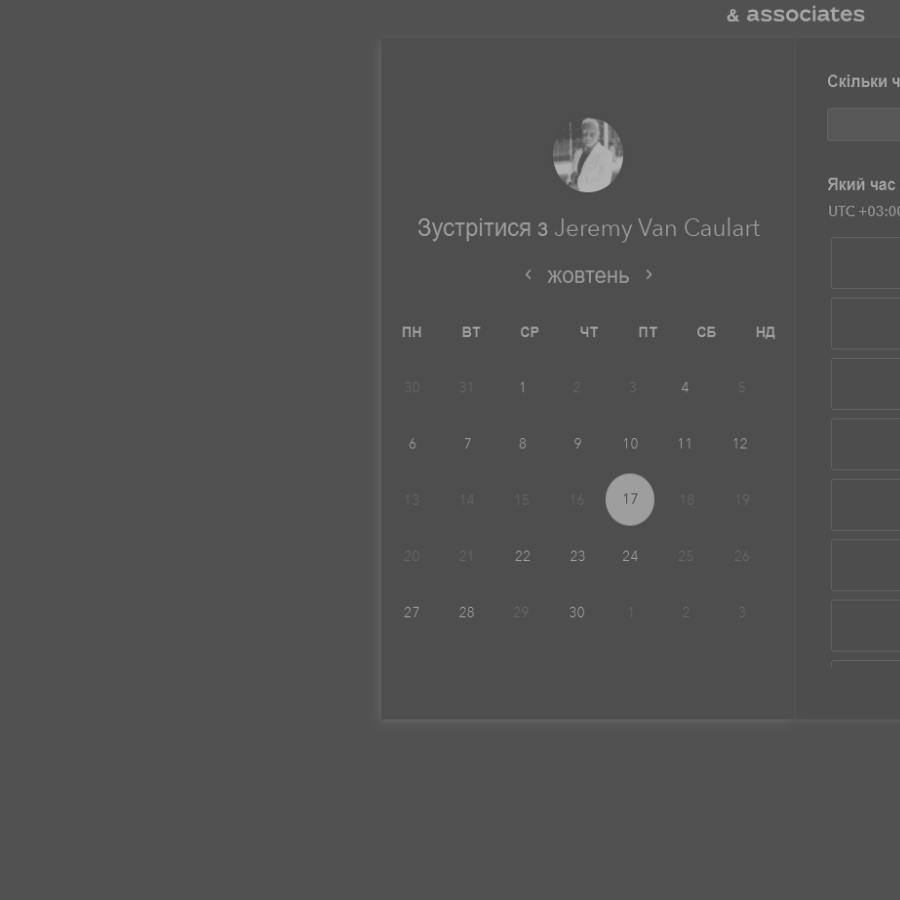 & associates
Скільки ч
Який час
UTC +03:00
Зустрітися з Jeremy Van Caulart
‹ жовтень ›
ПН ВТ СР ЧТ ПТ СБ НД
30 31 1 2 3 4 5
6 7 8 9 10 11 12
13 14 15 16 17 18 19
20 21 22 23 24 25 26
27 28 29 30 1 2 3